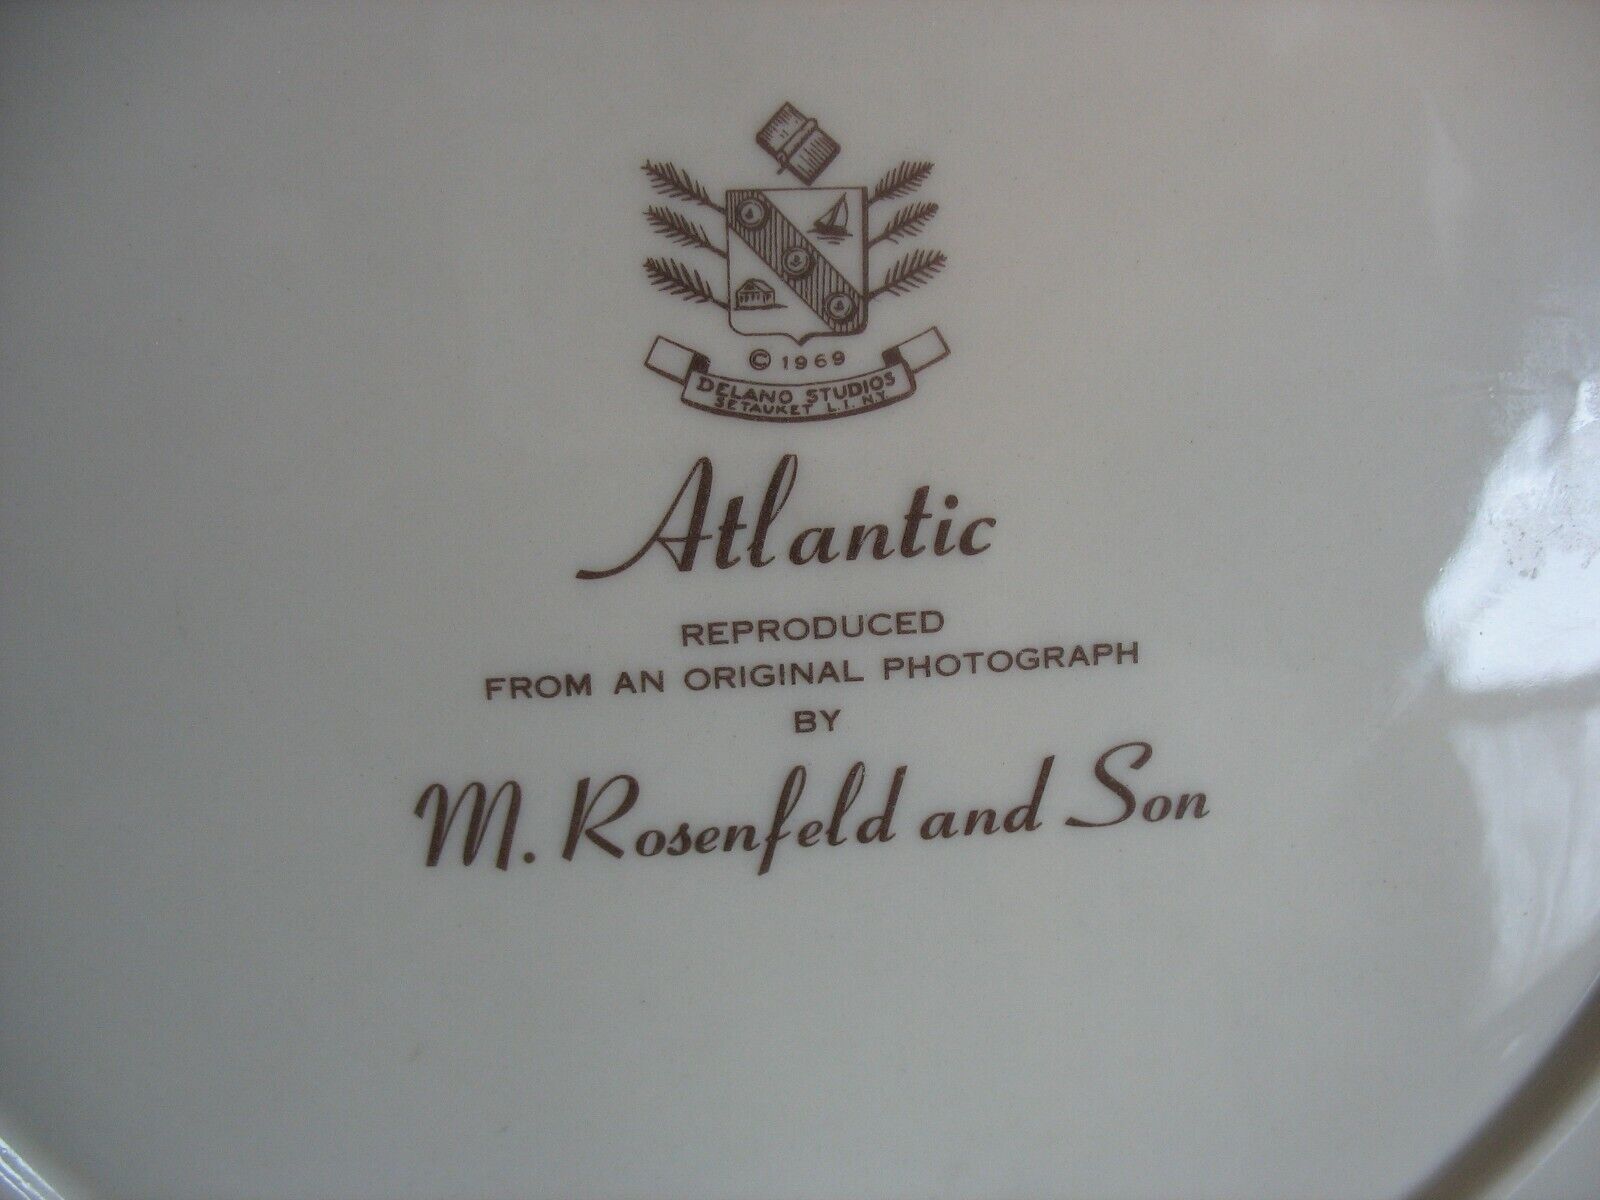 © 1969
DELANO STUDIOS
SETAUKET L.I. N.Y.
Atlantic
REPRODUCED
FROM AN ORIGINAL PHOTOGRAPH
BY
M. Rosenfeld and Son